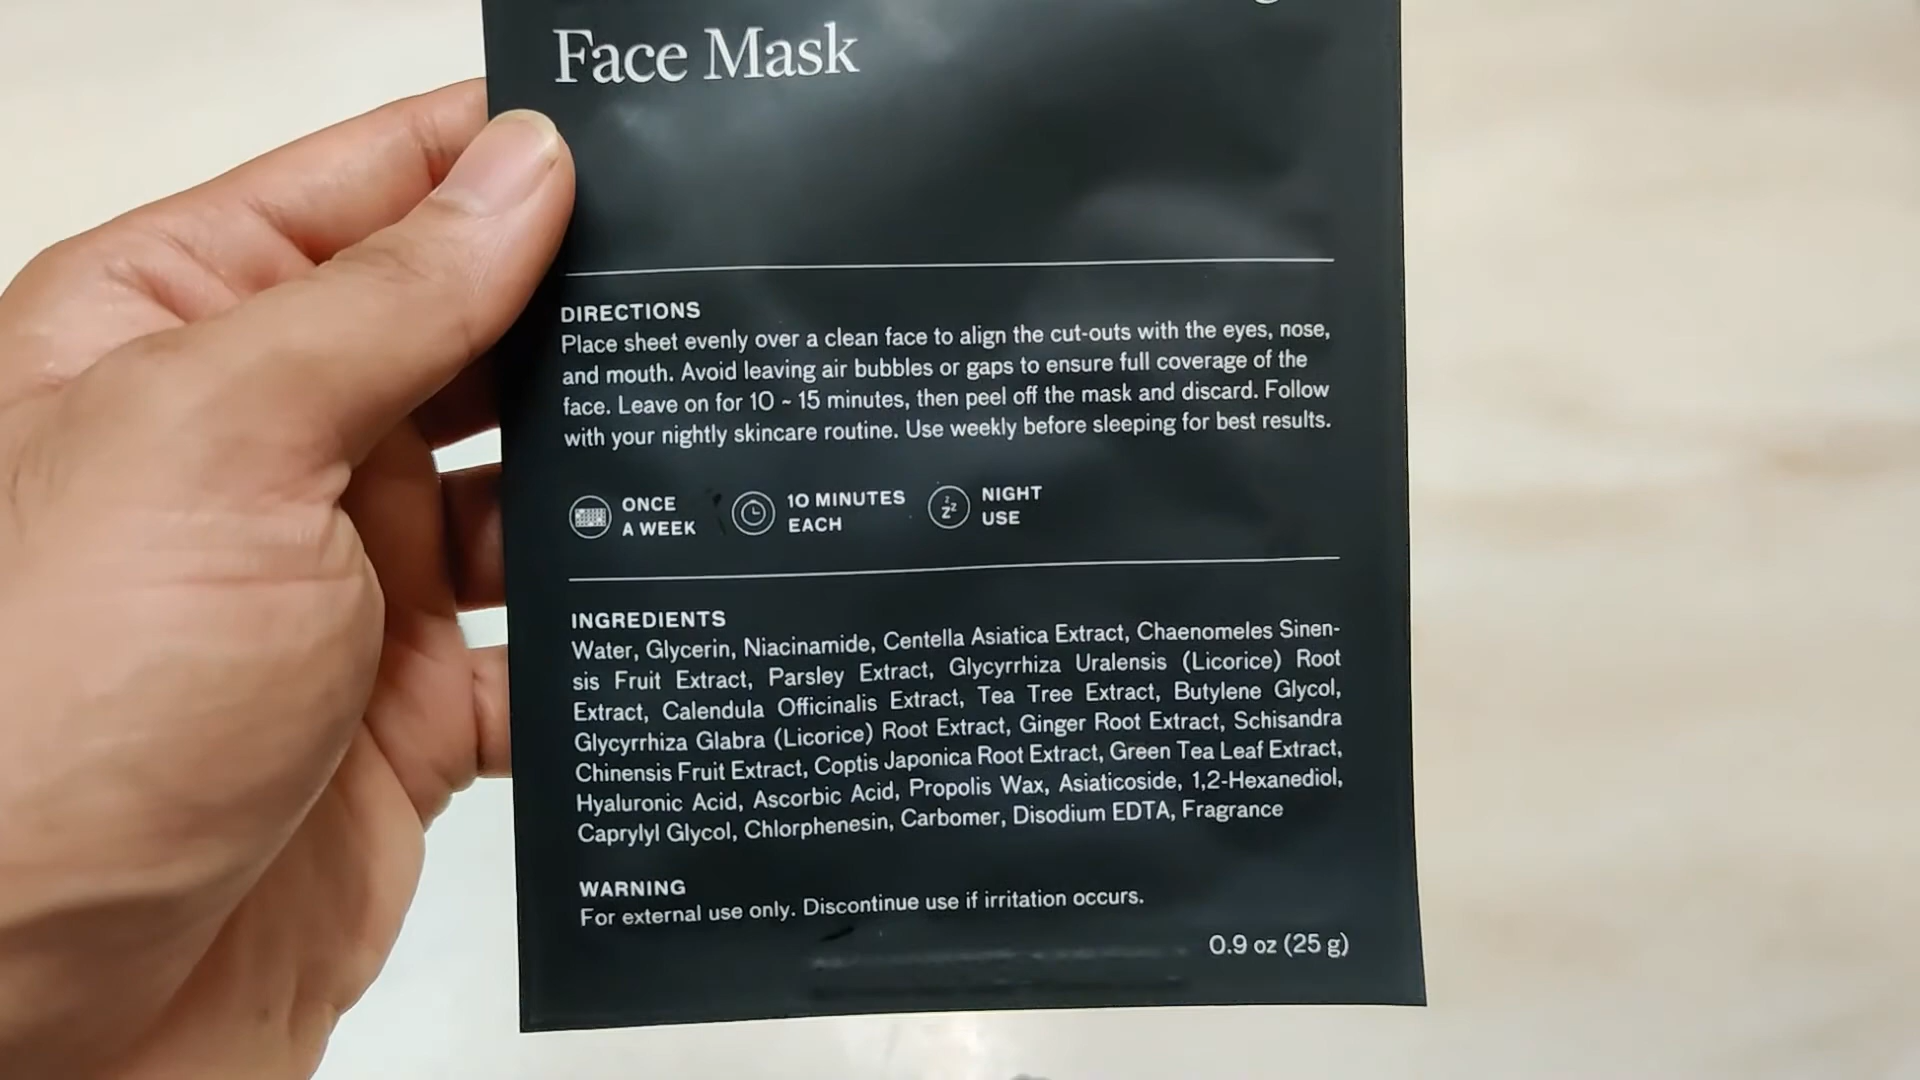 Face Mask
DIRECTIONS
Place sheet evenly over a clean face to align the cut-outs with the eyes, nose,
and mouth. Avoid leaving air bubbles or gaps to ensure full coverage of the
face. Leave on for 10 ~ 15 minutes, then peel off the mask and discard. Follow
with your nightly skincare routine. Use weekly before sleeping for best results.
ONCE
A WEEK
10 MINUTES
EACH
NIGHT
USE
INGREDIENTS
Water, Glycerin, Niacinamide, Centella Asiatica Extract, Chaenomeles Sinen-
sis Fruit Extract, Parsley Extract, Glycyrrhiza Uralensis (Licorice) Root
Extract, Calendula Officinalis Extract, Tea Tree Extract, Butylene Glycol,
Glycyrrhiza Glabra (Licorice) Root Extract, Ginger Root Extract, Schisandra
Chinensis Fruit Extract, Coptis Japonica Root Extract, Green Tea Leaf Extract,
Hyaluronic Acid, Ascorbic Acid, Propolis Wax, Asiaticoside, 1,2-Hexanediol,
Caprylyl Glycol, Chlorphenesin, Carbomer, Disodium EDTA, Fragrance
WARNING
For external use only. Discontinue use if irritation occurs.
0.9 oz (25 g)